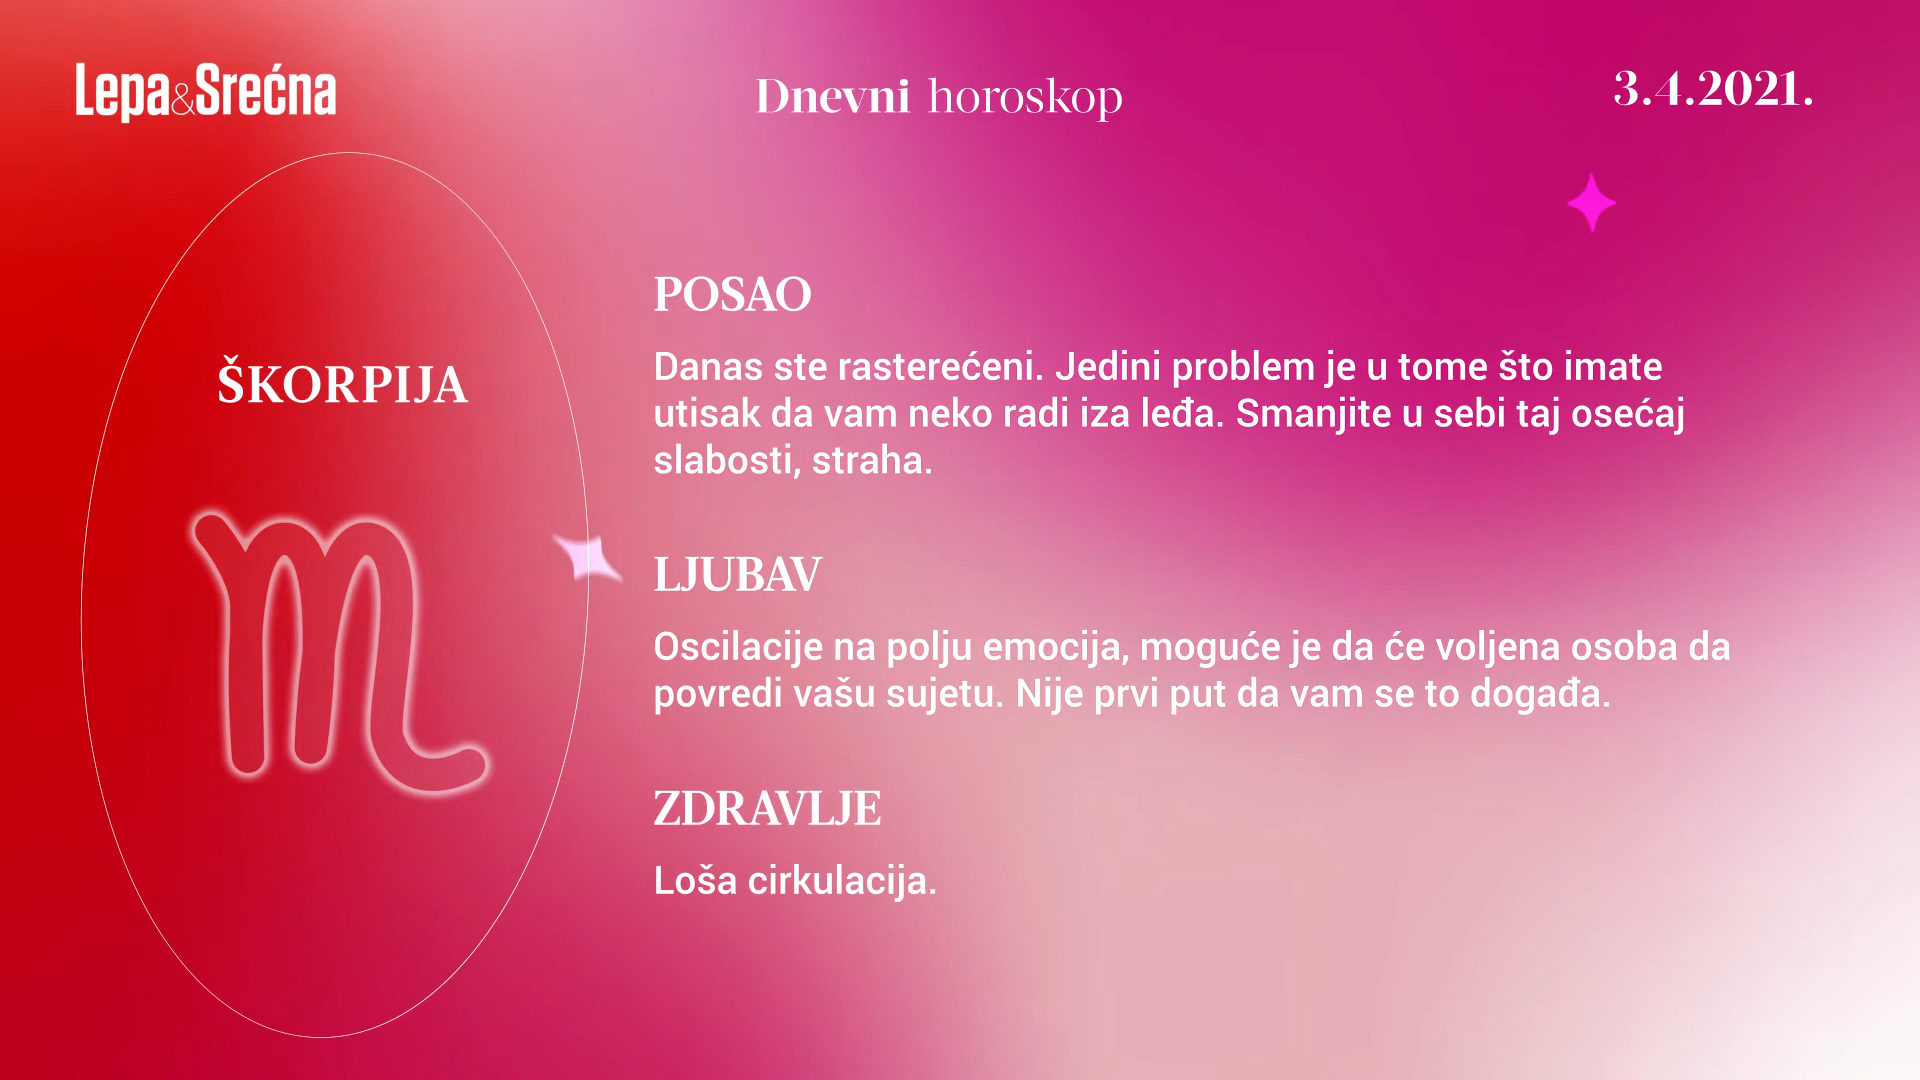 Lepa&Srećna
Dnevni horoskop
3.4.2021.
ŠKORPIJA
POSAO
Danas ste rasterećeni. Jedini problem je u tome što imate
utisak da vam neko radi iza leđa. Smanjite u sebi taj osećaj
slabosti, straha.
LJUBAV
Oscilacije na polju emocija, moguće je da će voljena osoba da
povredi vašu sujetu. Nije prvi put da vam se to događa.
ZDRAVLJE
Loša cirkulacija.